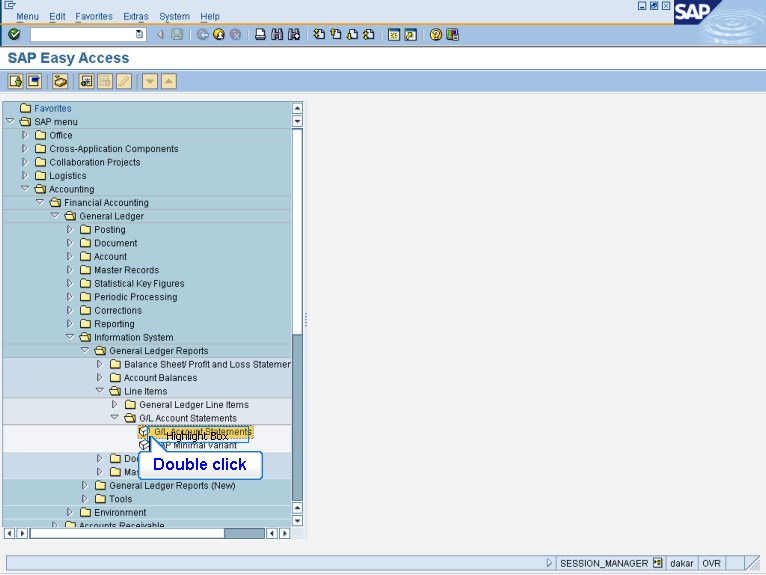 Menu Edit Favorites Extras System Help
SAP
SAP Easy Access
Favorites
SAP menu
Office
Cross-Application Components
Collaboration Projects
Logistics
Accounting
Financial Accounting
General Ledger
Posting
Document
Account
Master Records
Statistical Key Figures
Periodic Processing
Corrections
Reporting
Information System
General Ledger Reports
Balance Sheet/ Profit and Loss Statemer
Account Balances
Line Items
General Ledger Line Items
G/L Account Statements
G/L Account Statements
Highlight Box
Minimal Variant
Double click
General Ledger Reports (New)
Tools
Environment
Accounts Receivable
SESSION_MANAGER dakar OVR